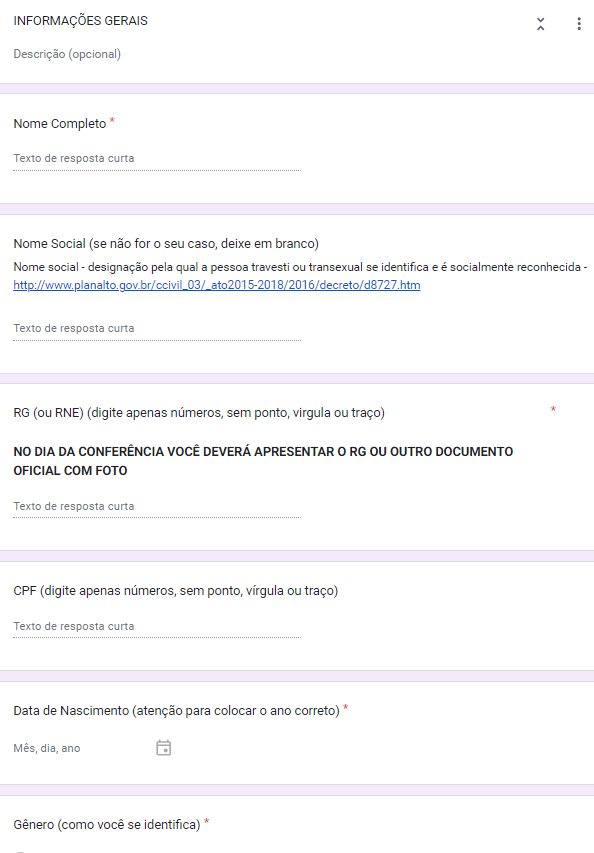 INFORMAÇÕES GERAIS
Descrição (opcional)
Nome Completo *
Texto de resposta curta
Nome Social (se não for o seu caso, deixe em branco)
Nome social - designação pela qual a pessoa travesti ou transexual se identifica e é socialmente reconhecida -
http://www.planalto.gov.br/ccivil_03/_ato2015-2018/2016/decreto/d8727.htm
Texto de resposta curta
RG (ou RNE) (digite apenas números, sem ponto, virgula ou traço) *
NO DIA DA CONFERÊNCIA VOCÊ DEVERÁ APRESENTAR O RG OU OUTRO DOCUMENTO
OFICIAL COM FOTO
Texto de resposta curta
CPF (digite apenas números, sem ponto, vírgula ou traço)
Texto de resposta curta
Data de Nascimento (atenção para colocar o ano correto) *
Mês, dia, ano
Gênero (como você se identifica) *